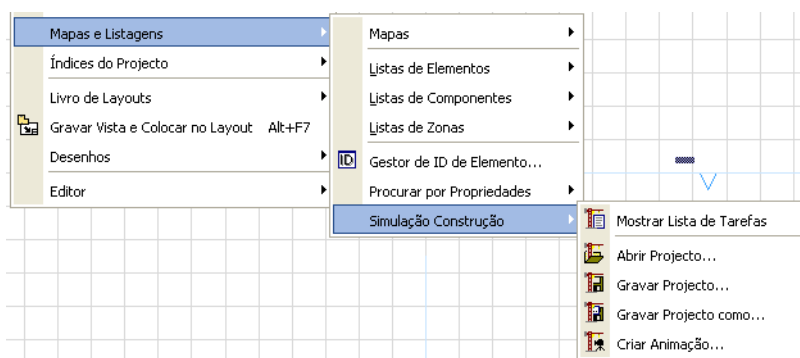 Mapas e Listagens
Índices do Projecto
Livro de Layouts
Gravar Vista e Colocar no Layout Alt+F7
Desenhos
Editor
Mapas
Listas de Elementos
Listas de Componentes
Listas de Zonas
ID Gestor de ID de Elemento...
Procurar por Propriedades
Simulação Construção
Mostrar Lista de Tarefas
Abrir Projecto...
Gravar Projecto...
Gravar Projecto como...
Criar Animação...